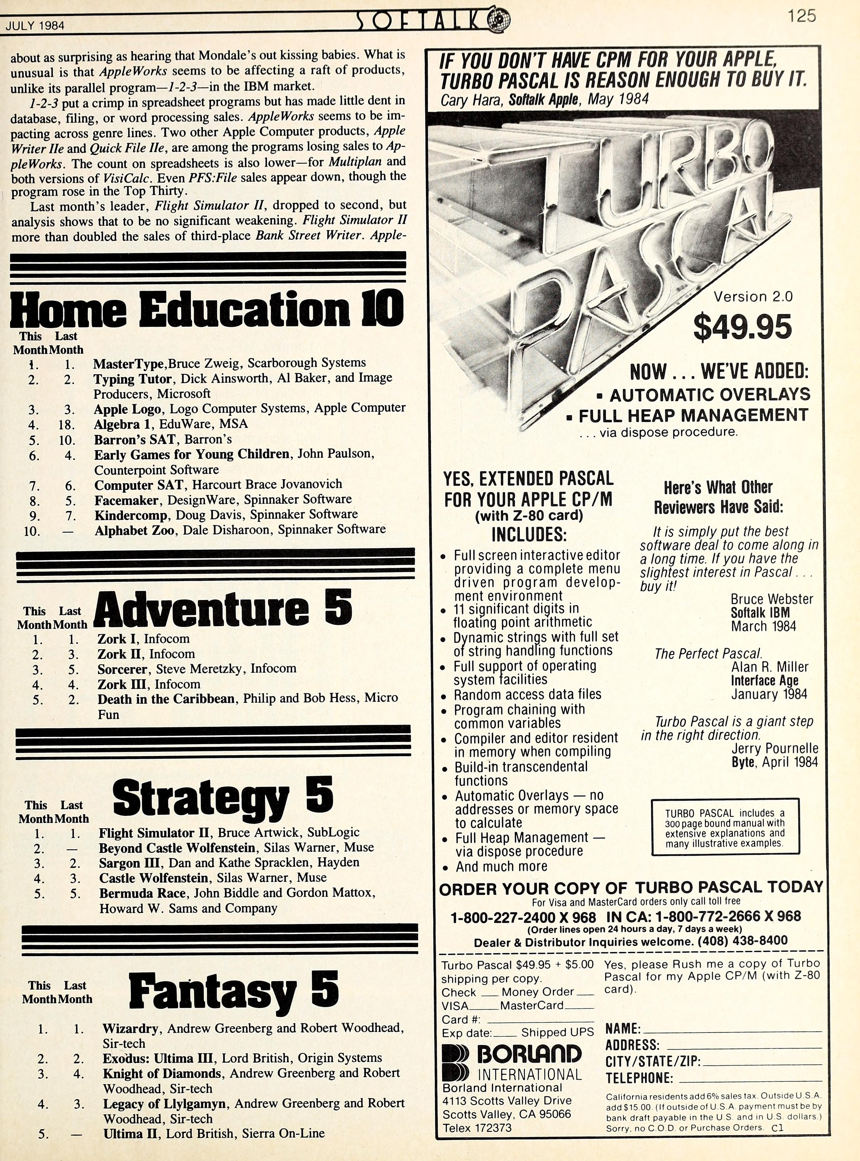 JULY 1984
SOFTALK
125
about as surprising as hearing that Mondale's out kissing babies. What is
unusual is that AppleWorks seems to be affecting a raft of products,
unlike its parallel program—1-2-3—in the IBM market.
1-2-3 put a crimp in spreadsheet programs but has made little dent in
database, filing, or word processing sales. AppleWorks seems to be im-
pacting across genre lines. Two other Apple Computer products, Apple
Writer IIe and Quick File IIe, are among the programs losing sales to Ap-
pleWorks. The count on spreadsheets is also lower—for Multiplan and
both versions of VisiCalc. Even PFS:File sales appear down, though the
program rose in the Top Thirty.
Last month's leader, Flight Simulator II, dropped to second, but
analysis shows that to be no significant weakening. Flight Simulator II
more than doubled the sales of third-place Bank Street Writer. Apple-
Home Education 10
This Last
Month Month
1. 1. MasterType,Bruce Zweig, Scarborough Systems
2. 2. Typing Tutor, Dick Ainsworth, Al Baker, and Image
Producers, Microsoft
3. 3. Apple Logo, Logo Computer Systems, Apple Computer
4. 18. Algebra 1, EduWare, MSA
5. 10. Barron's SAT, Barron's
6. 4. Early Games for Young Children, John Paulson,
Counterpoint Software
7. 6. Computer SAT, Harcourt Brace Jovanovich
8. 5. Facemaker, DesignWare, Spinnaker Software
9. 7. Kindercomp, Doug Davis, Spinnaker Software
10. — Alphabet Zoo, Dale Disharoon, Spinnaker Software
Adventure 5
This Last
Month Month
1. 1. Zork I, Infocom
2. 3. Zork II, Infocom
3. 5. Sorcerer, Steve Meretzky, Infocom
4. 4. Zork III, Infocom
5. 2. Death in the Caribbean, Philip and Bob Hess, Micro
Fun
Strategy 5
This Last
Month Month
1. 1. Flight Simulator II, Bruce Artwick, SubLogic
2. — Beyond Castle Wolfenstein, Silas Warner, Muse
3. 2. Sargon III, Dan and Kathe Spracklen, Hayden
4. 3. Castle Wolfenstein, Silas Warner, Muse
5. 5. Bermuda Race, John Biddle and Gordon Mattox,
Howard W. Sams and Company
Fantasy 5
This Last
Month Month
1. 1. Wizardry, Andrew Greenberg and Robert Woodhead,
Sir-tech
2. 2. Exodus: Ultima III, Lord British, Origin Systems
3. 4. Knight of Diamonds, Andrew Greenberg and Robert
Woodhead, Sir-tech
4. 3. Legacy of Llylgamyn, Andrew Greenberg and Robert
Woodhead, Sir-tech
5. — Ultima II, Lord British, Sierra On-Line
IF YOU DON'T HAVE CPM FOR YOUR APPLE,
TURBO PASCAL IS REASON ENOUGH TO BUY IT.
Cary Hara, Softalk Apple, May 1984
TURBO
PASCAL
Version 2.0
$49.95
NOW . . . WE'VE ADDED:
▪ AUTOMATIC OVERLAYS
▪ FULL HEAP MANAGEMENT
. . . via dispose procedure.
YES, EXTENDED PASCAL
FOR YOUR APPLE CP/M
(with Z-80 card)
INCLUDES:
• Full screen interactive editor
providing a complete menu
driven program develop-
ment environment
• 11 significant digits in
floating point arithmetic
• Dynamic strings with full set
of string handling functions
• Full support of operating
system facilities
• Random access data files
• Program chaining with
common variables
• Compiler and editor resident
in memory when compiling
• Build-in transcendental
functions
• Automatic Overlays — no
addresses or memory space
to calculate
• Full Heap Management —
via dispose procedure
• And much more
Here's What Other
Reviewers Have Said:
It is simply put the best
software deal to come along in
a long time. If you have the
slightest interest in Pascal . . .
buy it!
Bruce Webster
Softalk IBM
March 1984
The Perfect Pascal.
Alan R. Miller
Interface Age
January 1984
Turbo Pascal is a giant step
in the right direction.
Jerry Pournelle
Byte, April 1984
TURBO PASCAL includes a
300 page bound manual with
extensive explanations and
many illustrative examples.
ORDER YOUR COPY OF TURBO PASCAL TODAY
For Visa and MasterCard orders only call toll free
1-800-227-2400 X 968 IN CA: 1-800-772-2666 X 968
(Order lines open 24 hours a day, 7 days a week)
Dealer & Distributor Inquiries welcome. (408) 438-8400
Turbo Pascal $49.95 + $5.00
shipping per copy.
Check ___ Money Order ___
VISA____ MasterCard____
Card #: ____________
Exp date:____ Shipped UPS
BORLAND
INTERNATIONAL
Borland International
4113 Scotts Valley Drive
Scotts Valley, CA 95066
Telex 172373
Yes, please Rush me a copy of Turbo
Pascal for my Apple CP/M (with Z-80
card).
NAME:____________
ADDRESS: ____________
CITY/STATE/ZIP:____________
TELEPHONE: ____________
California residents add 6% sales tax. Outside U.S.A.
add $15.00. (If outside of U.S.A. payment must be by
bank draft payable in the U.S. and in U.S. dollars.)
Sorry, no C.O.D. or Purchase Orders. C1